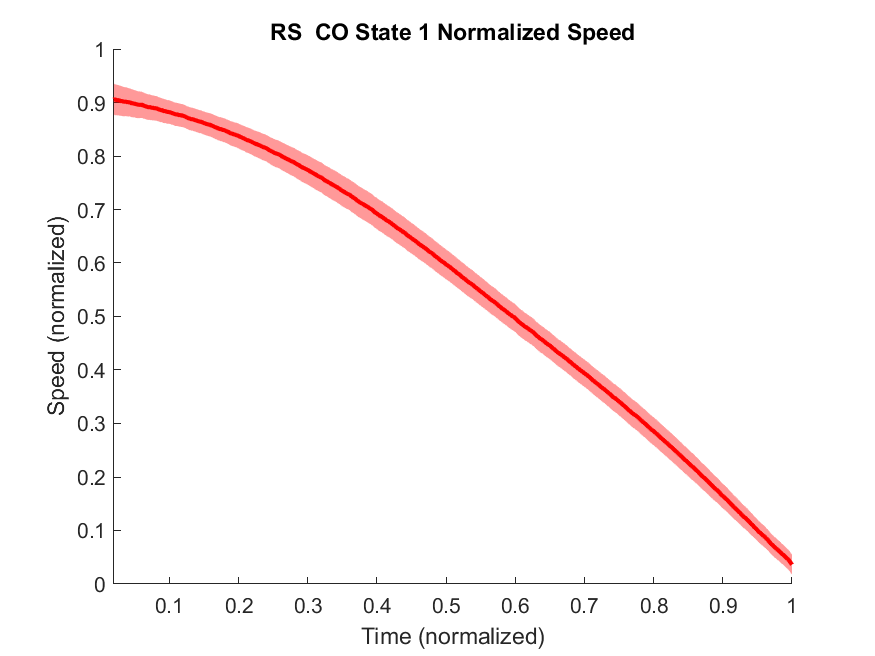 RS  CO State 1 Normalized Speed
1
0.9
0.8
0.7
0.6
0.5
0.4
0.3
0.2
0.1
0
Speed (normalized)
0.1 0.2 0.3 0.4 0.5 0.6 0.7 0.8 0.9 1
Time (normalized)